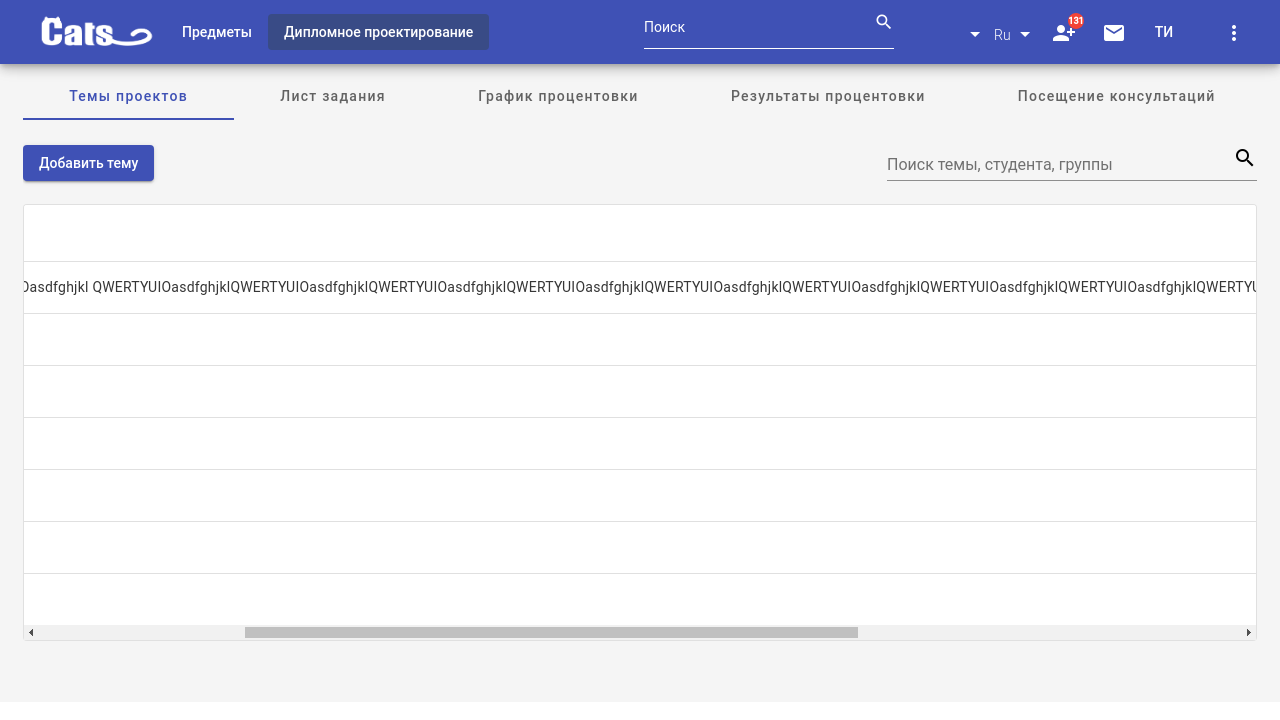 Cats
Предметы
Дипломное проектирование
Поиск
Ru
131
ТИ
Темы проектов
Лист задания
График процентовки
Результаты процентовки
Посещение консультаций
Добавить тему
Поиск темы, студента, группы
Oasdfghjkl QWERTYUIOasdfghjklQWERTYUIOasdfghjklQWERTYUIOasdfghjklQWERTYUIOasdfghjklQWERTYUIOasdfghjklQWERTYUIOasdfghjklQWERTYUIOasdfghjklQWERTYUIOasdfghjklQWERTYU